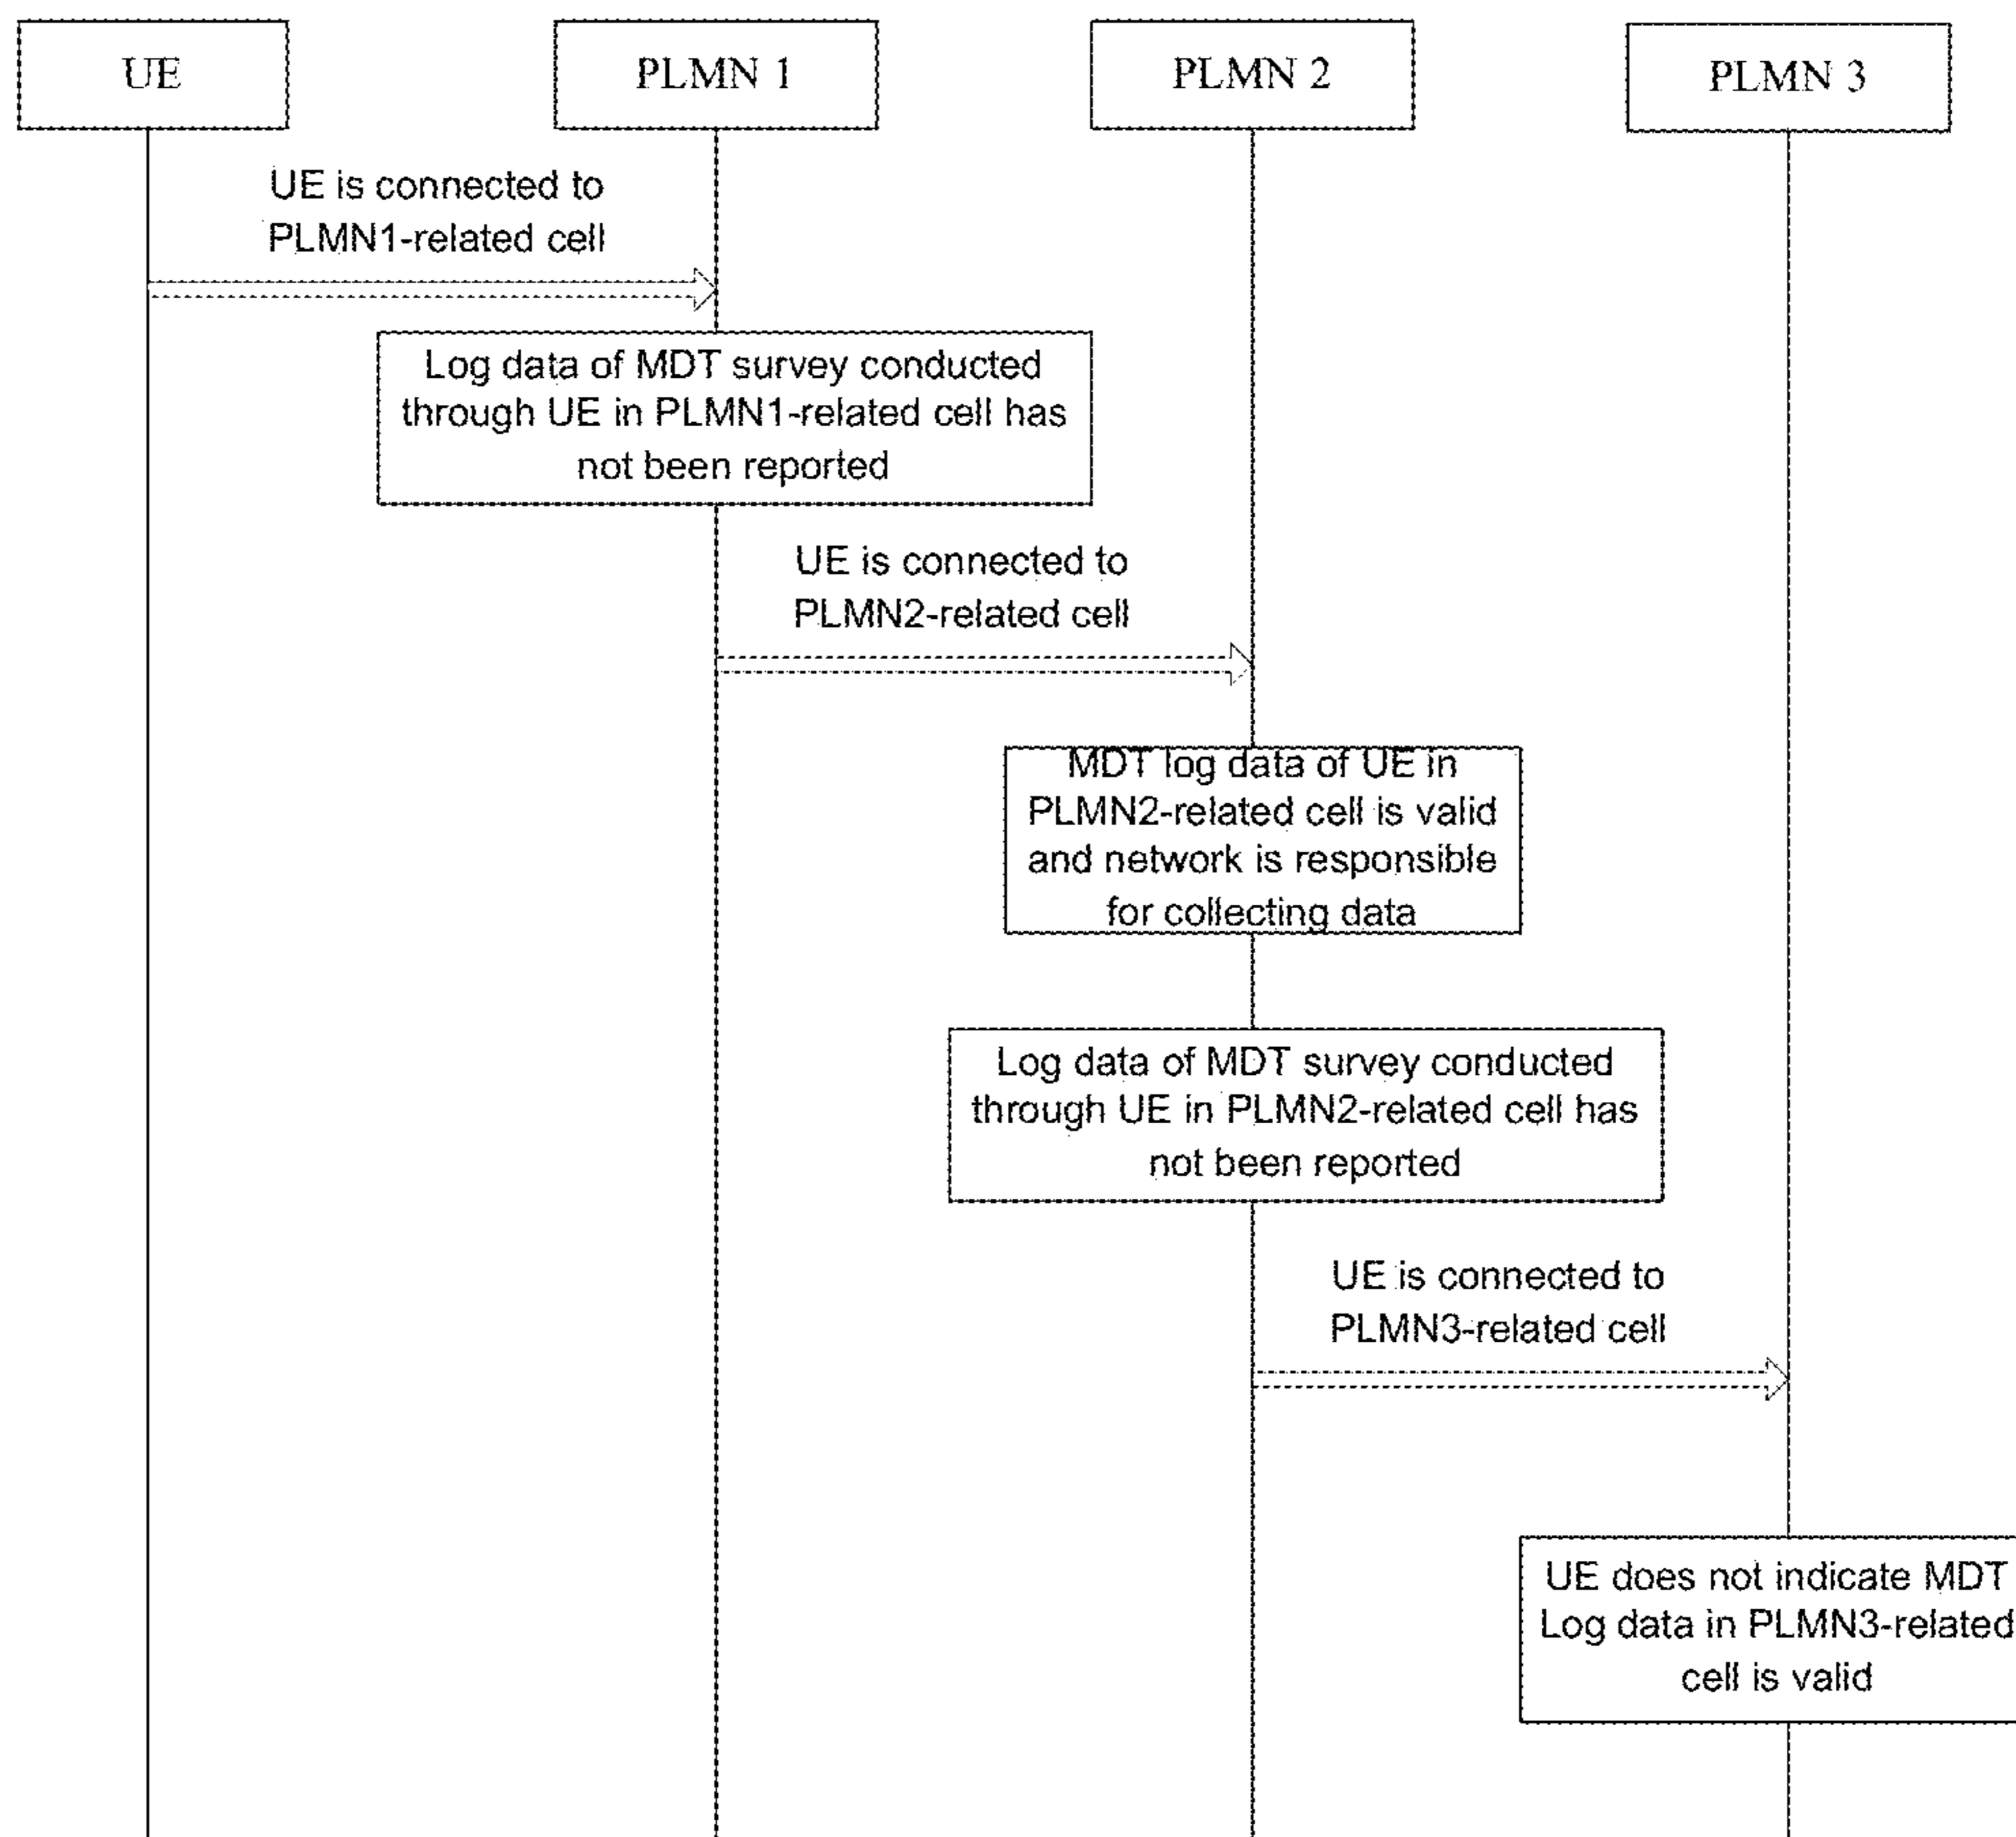 UE
PLMN 1
PLMN 2
PLMN 3
UE is connected to
PLMN1-related cell
Log data of MDT survey conducted
through UE in PLMN1-related cell has
not been reported
UE is connected to
PLMN2-related cell
MDT log data of UE in
PLMN2-related cell is valid
and network is responsible
for collecting data
Log data of MDT survey conducted
through UE in PLMN2-related cell has
not been reported
UE is connected to
PLMN3-related cell
UE does not indicate MDT
Log data in PLMN3-related
cell is valid